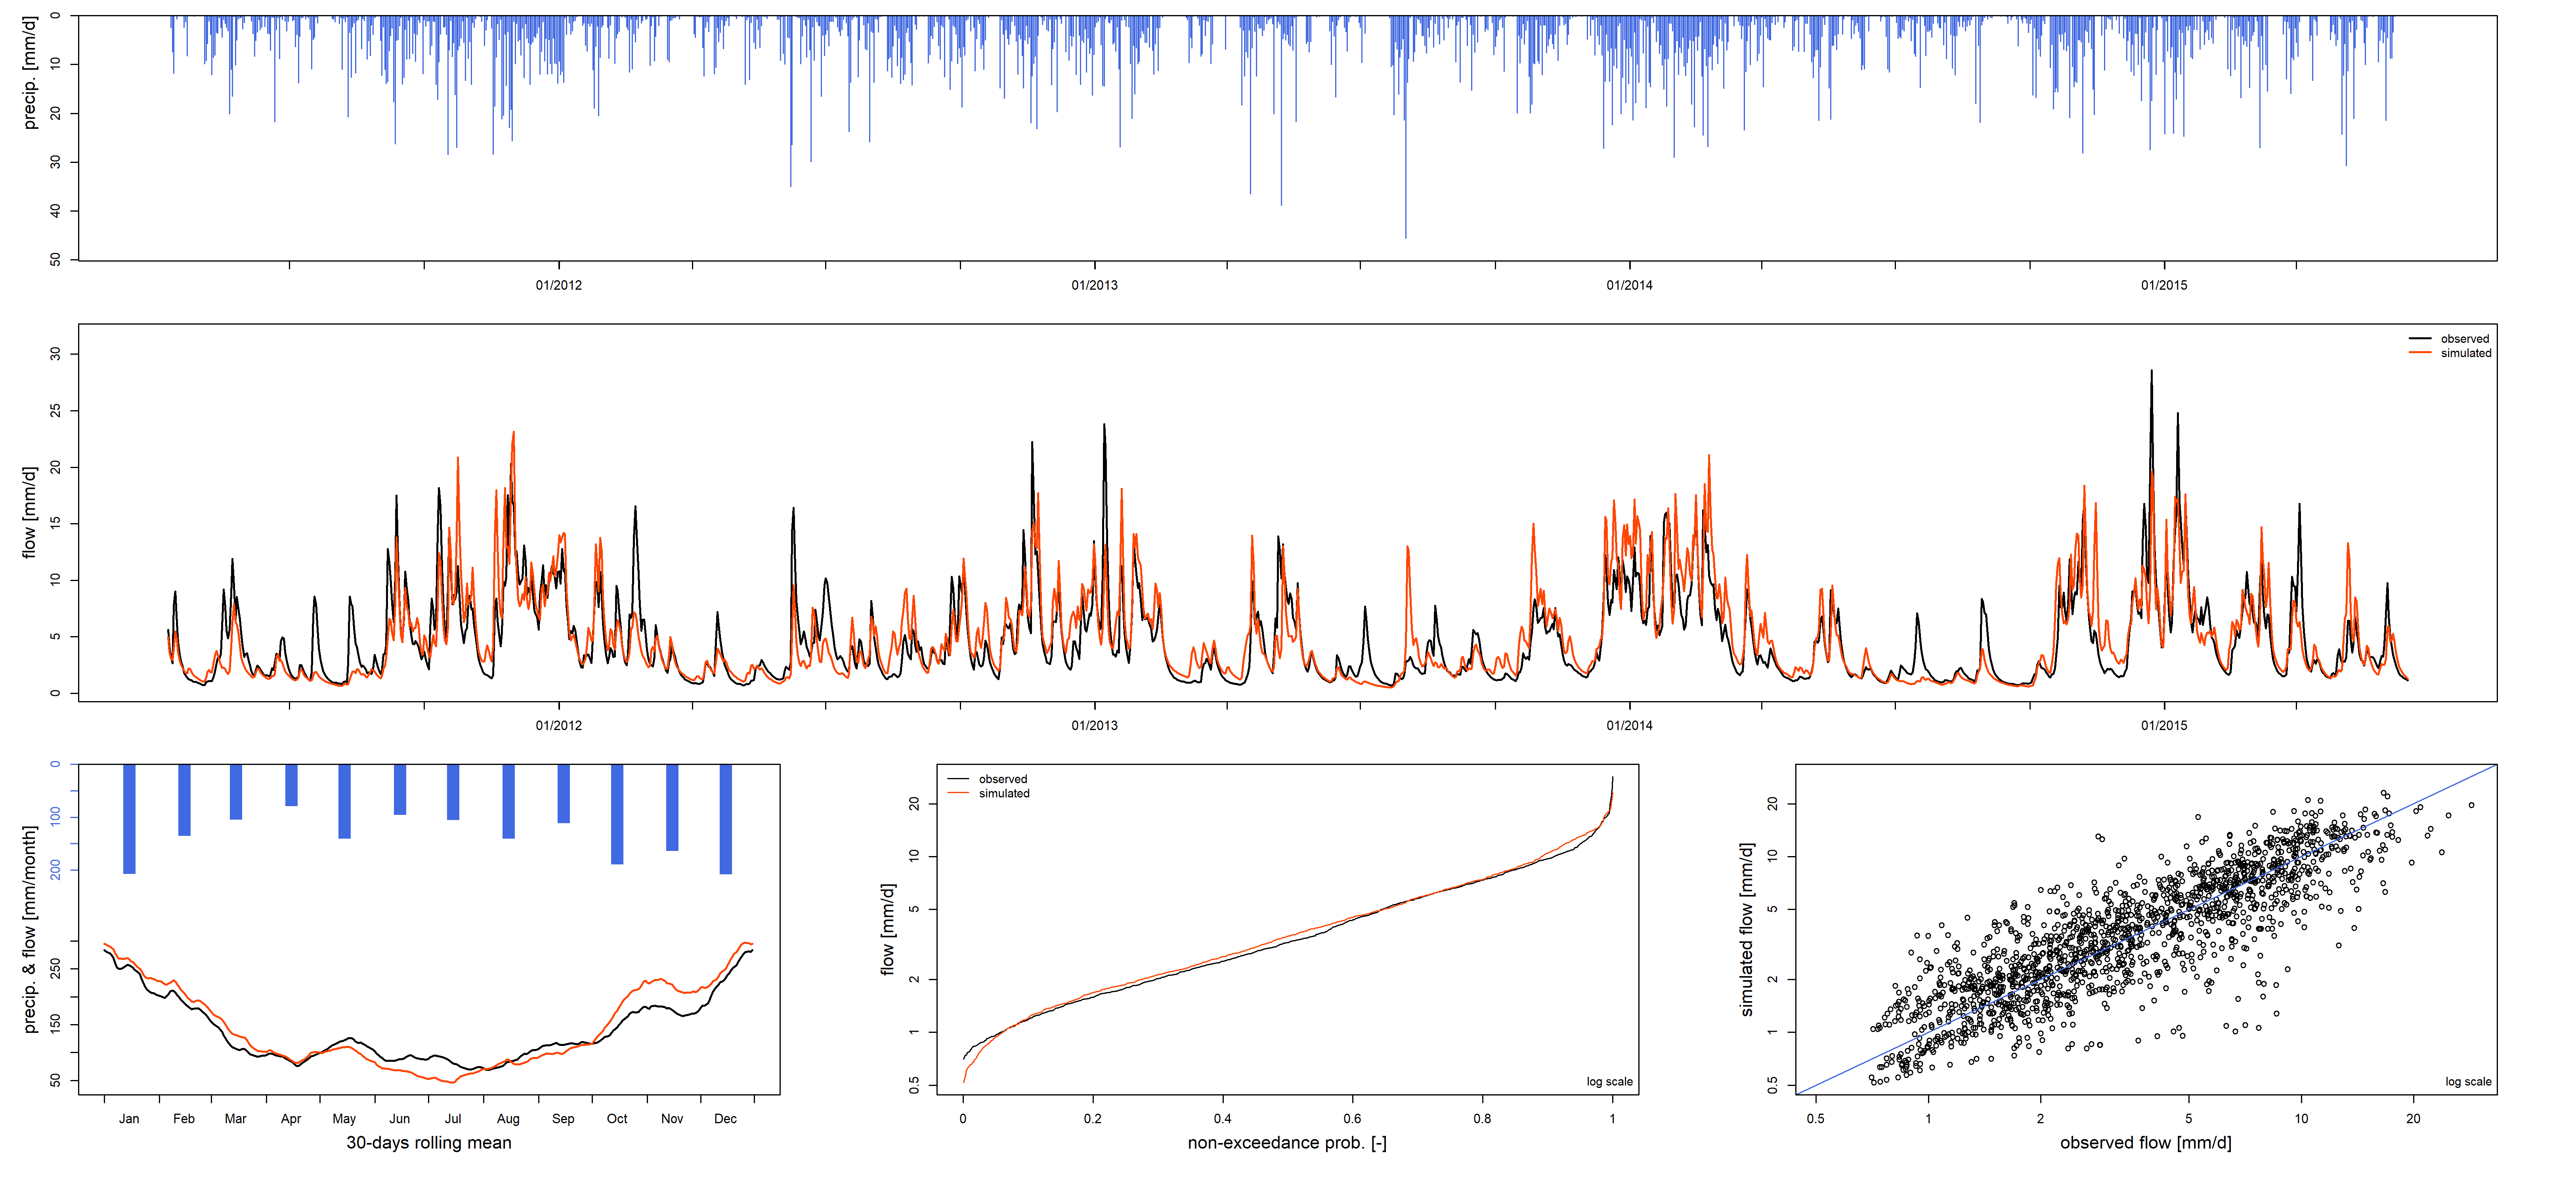 precip. [mm/d]
0
10
20
30
40
50
01/2012
01/2013
01/2014
01/2015
flow [mm/d]
30
25
20
15
10
5
0
observed
simulated
01/2012
01/2013
01/2014
01/2015
precip. & flow [mm/month]
0
100
200
250
150
50
Jan
Feb
Mar
Apr
May
Jun
Jul
Aug
Sep
Oct
Nov
Dec
30-days rolling mean
flow [mm/d]
20
10
5
2
1
0.5
observed
simulated
log scale
0
0.2
0.4
0.6
0.8
1
non-exceedance prob. [-]
simulated flow [mm/d]
20
10
5
2
1
0.5
log scale
0.5
1
2
5
10
20
observed flow [mm/d]